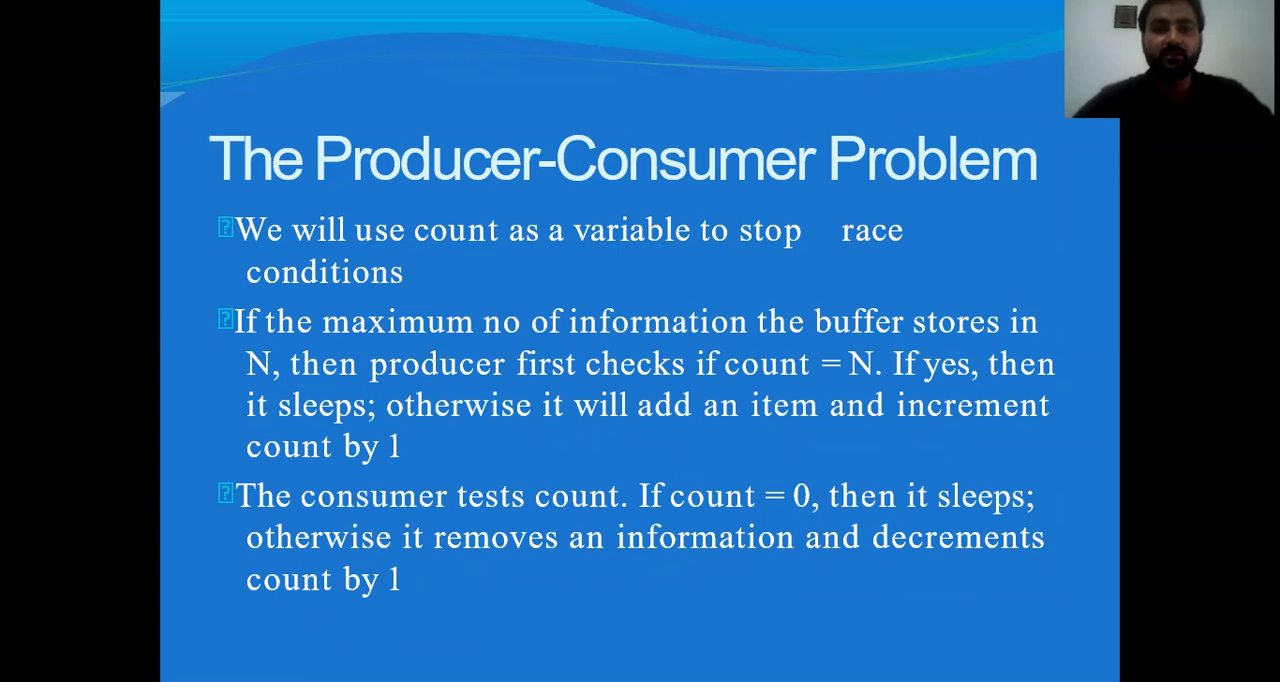 The Producer-Consumer Problem
We will use count as a variable to stop race
conditions
If the maximum no of information the buffer stores in
N, then producer first checks if count = N. If yes, then
it sleeps; otherwise it will add an item and increment
count by 1
The consumer tests count. If count = 0, then it sleeps;
otherwise it removes an information and decrements
count by 1